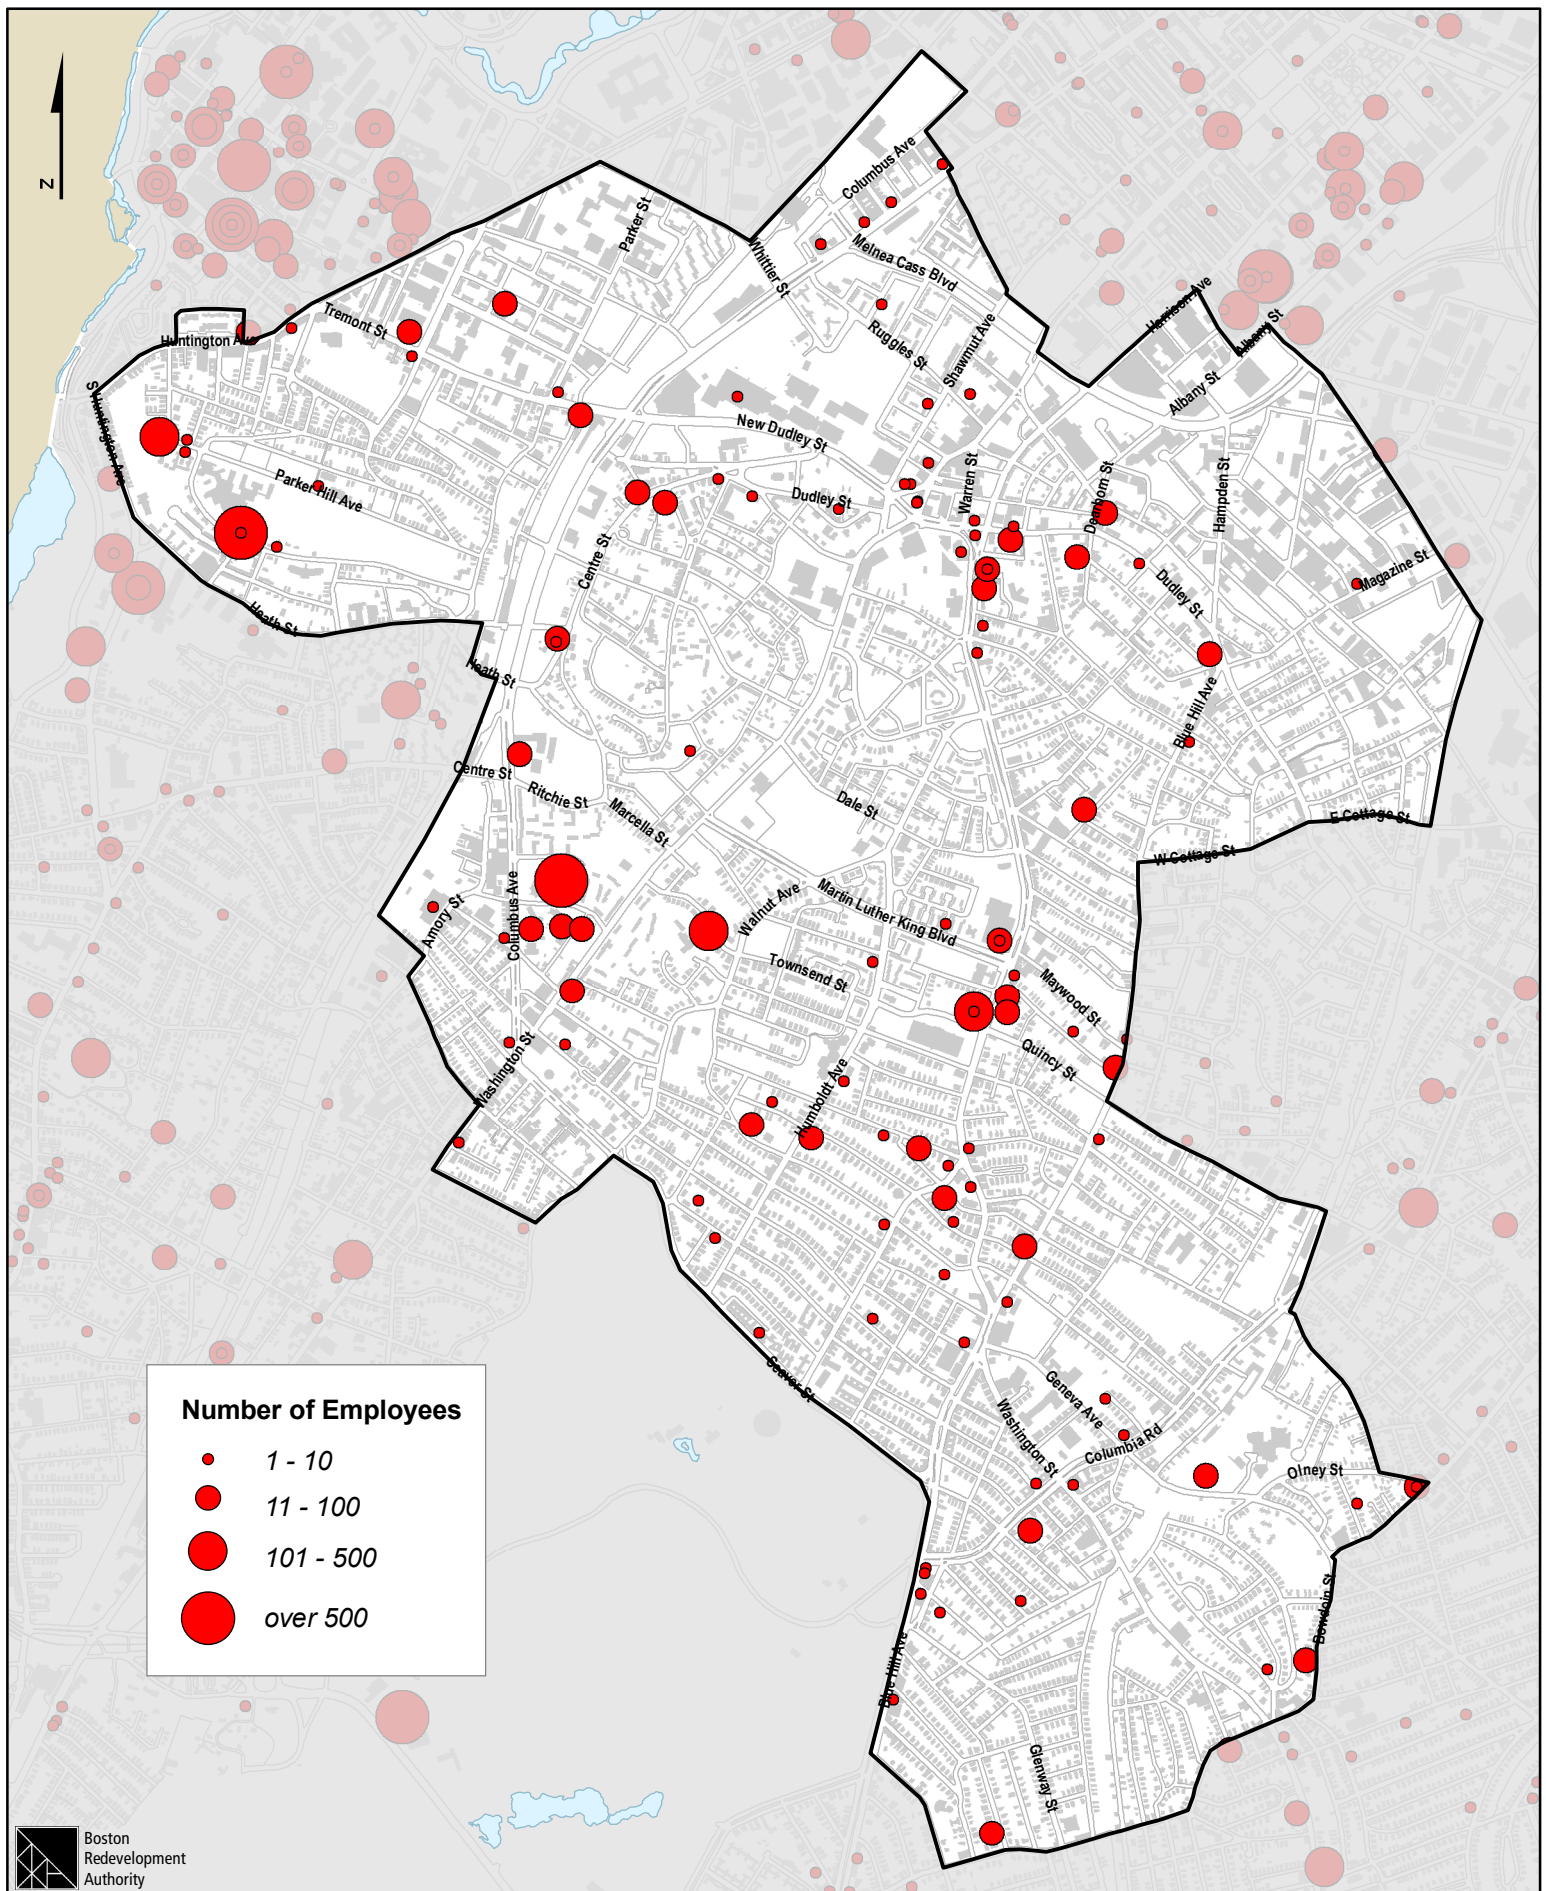 Columbus Ave
Parker St
Melnea Cass Blvd
Whittier St
Harrison Ave
Tremont St
Albany St
Huntington Ave
Ruggles St
Shawmut Ave
Albany St
S Huntington Ave
New Dudley St
Warren St
Dearborn St
Hampden St
Parker Hill Ave
Dudley St
Centre St
Dudley St
Magazine St
Heath St
Heath St
Blue Hill Ave
Centre St
Ritchie St
Marcella St
Dale St
E Cottage St
W Cottage St
Amory St
Columbus Ave
Walnut Ave
Martin Luther King Blvd
Townsend St
Maywood St
Washington St
Quincy St
Humboldt Ave
Seaver St
Geneva Ave
Washington St
Columbia Rd
Olney St
Bowdoin St
Blue Hill Ave
Glenway St
N
Number of Employees
1 - 10
11 - 100
101 - 500
over 500
Boston
Redevelopment
Authority